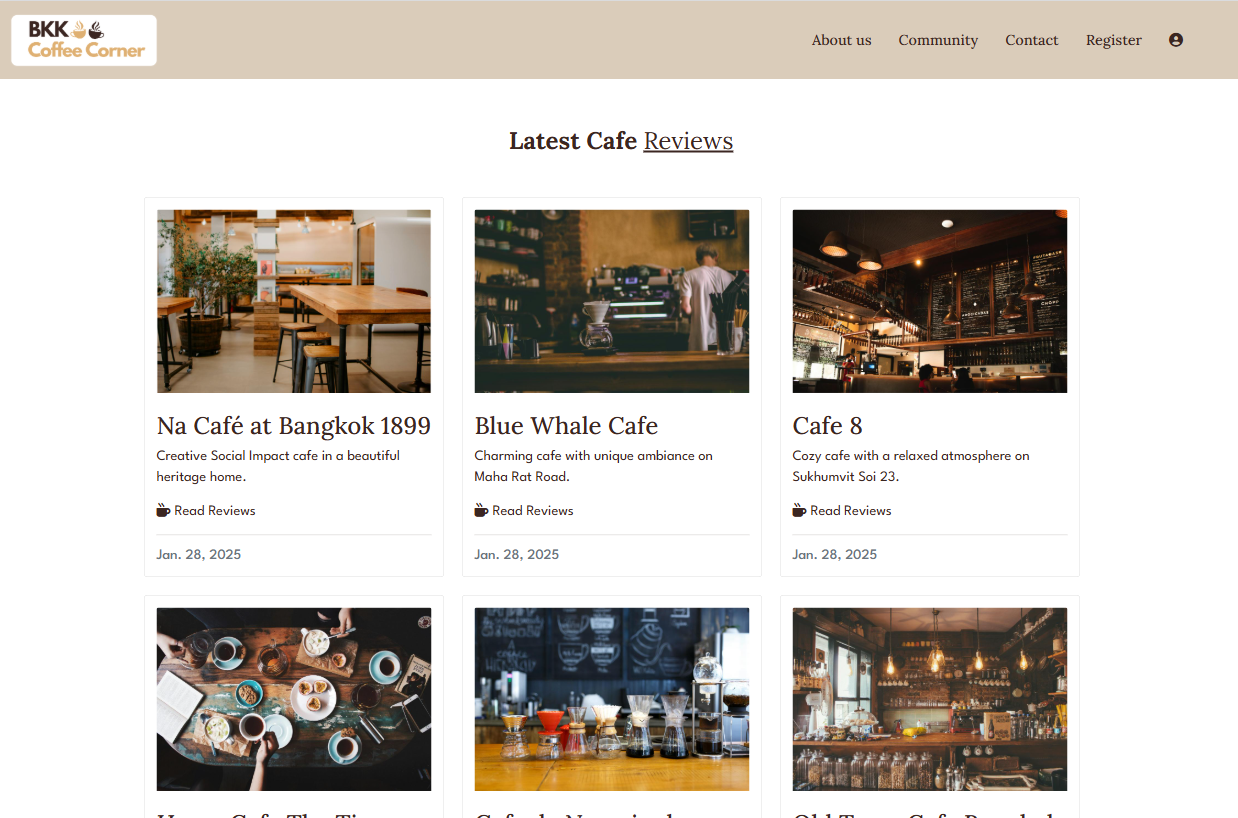 BKK
Coffee Corner
About us
Community
Contact
Register
Latest Cafe Reviews
Na Café at Bangkok 1899
Creative Social Impact cafe in a beautiful
heritage home.
Read Reviews
Jan. 28, 2025
Blue Whale Cafe
Charming cafe with unique ambiance on
Maha Rat Road.
Read Reviews
Jan. 28, 2025
Cafe 8
Cozy cafe with a relaxed atmosphere on
Sukhumvit Soi 23.
Read Reviews
Jan. 28, 2025